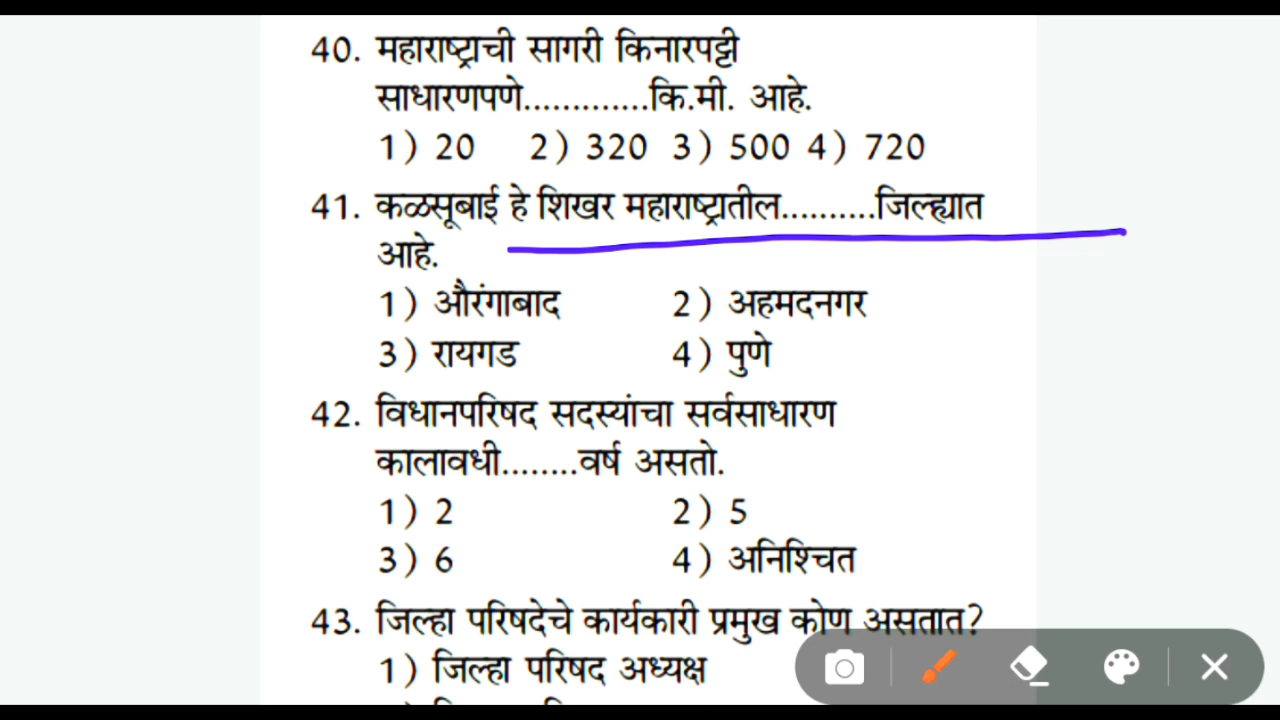 40. महाराष्ट्राची सागरी किनारपट्टी
साधारणपणे.............कि.मी. आहे.
1) 20 2) 320 3) 500 4) 720
41. कळसूबाई हे शिखर महाराष्ट्रातील..........जिल्ह्यात
आहे.
1) औरंगाबाद 2) अहमदनगर
3) रायगड 4) पुणे
42. विधानपरिषद सदस्यांचा सर्वसाधारण
कालावधी........वर्ष असतो.
1) 2 2) 5
3) 6 4) अनिश्चित
43. जिल्हा परिषदेचे कार्यकारी प्रमुख कोण असतात?
1) जिल्हा परिषद अध्यक्ष